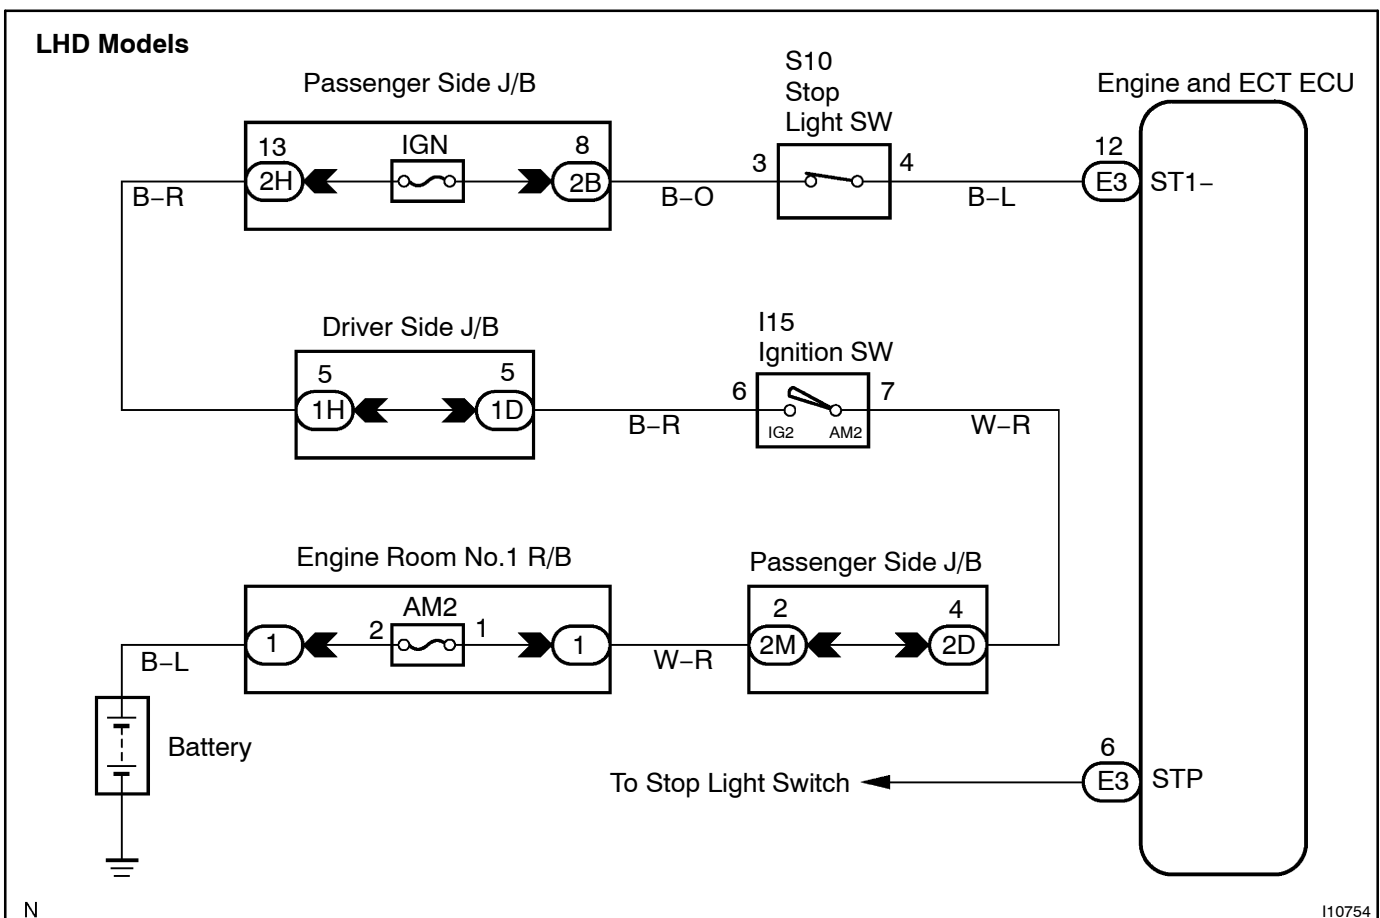 LHD Models
Passenger Side J/B
S10
Stop
Light SW
Engine and ECT ECU
13
IGN
8
3
4
12
2H
2B
E3
ST1−
B−R
B−O
B−L
Driver Side J/B
I15
Ignition SW
5
5
6
7
1H
1D
IG2
AM2
B−R
W−R
Engine Room No.1 R/B
Passenger Side J/B
AM2
2
1
2
4
1
1
2M
2D
B−L
W−R
Battery
6
To Stop Light Switch
E3
STP
N
I10754